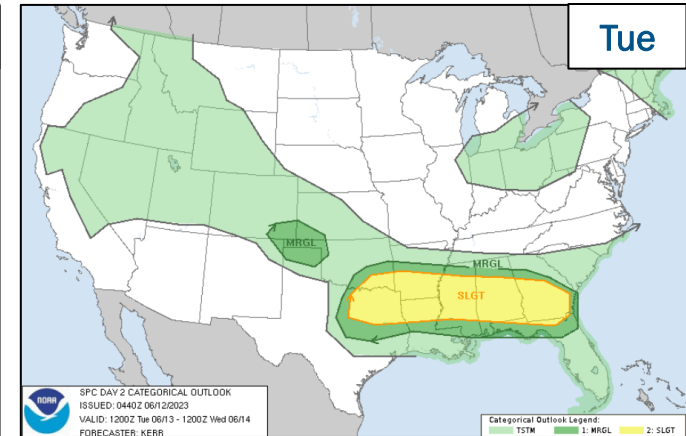 Tue
MRGL
MRGL
SLGT
NOAA
SPC DAY 2 CATEGORICAL OUTLOOK
ISSUED: 0440Z 06/12/2023
VALID: 1200Z Tue 06/13 - 1200Z Wed 06/14
FORECASTER: KERR
Categorical Outlook Legend:
TSTM 1: MRGL 2: SLGT